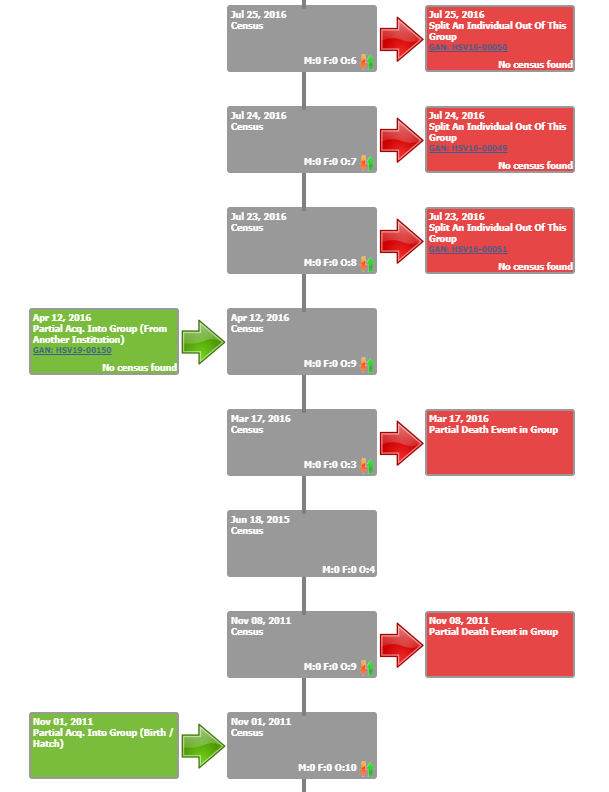 Jul 25, 2016
Census
M:0 F:0 O:6
Jul 25, 2016
Split An Individual Out Of This
Group
GAN: HSV16-00050
No census found
Jul 24, 2016
Census
M:0 F:0 O:7
Jul 24, 2016
Split An Individual Out Of This
Group
GAN: HSV16-00049
No census found
Jul 23, 2016
Census
M:0 F:0 O:8
Jul 23, 2016
Split An Individual Out Of This
Group
GAN: HSV16-00051
No census found
Apr 12, 2016
Partial Acq. Into Group (From
Another Institution)
GAN: HSV19-00150
No census found
Apr 12, 2016
Census
M:0 F:0 O:9
Mar 17, 2016
Census
M:0 F:0 O:3
Mar 17, 2016
Partial Death Event in Group
Jun 18, 2015
Census
M:0 F:0 O:4
Nov 08, 2011
Census
M:0 F:0 O:9
Nov 08, 2011
Partial Death Event in Group
Nov 01, 2011
Partial Acq. Into Group (Birth /
Hatch)
Nov 01, 2011
Census
M:0 F:0 O:10